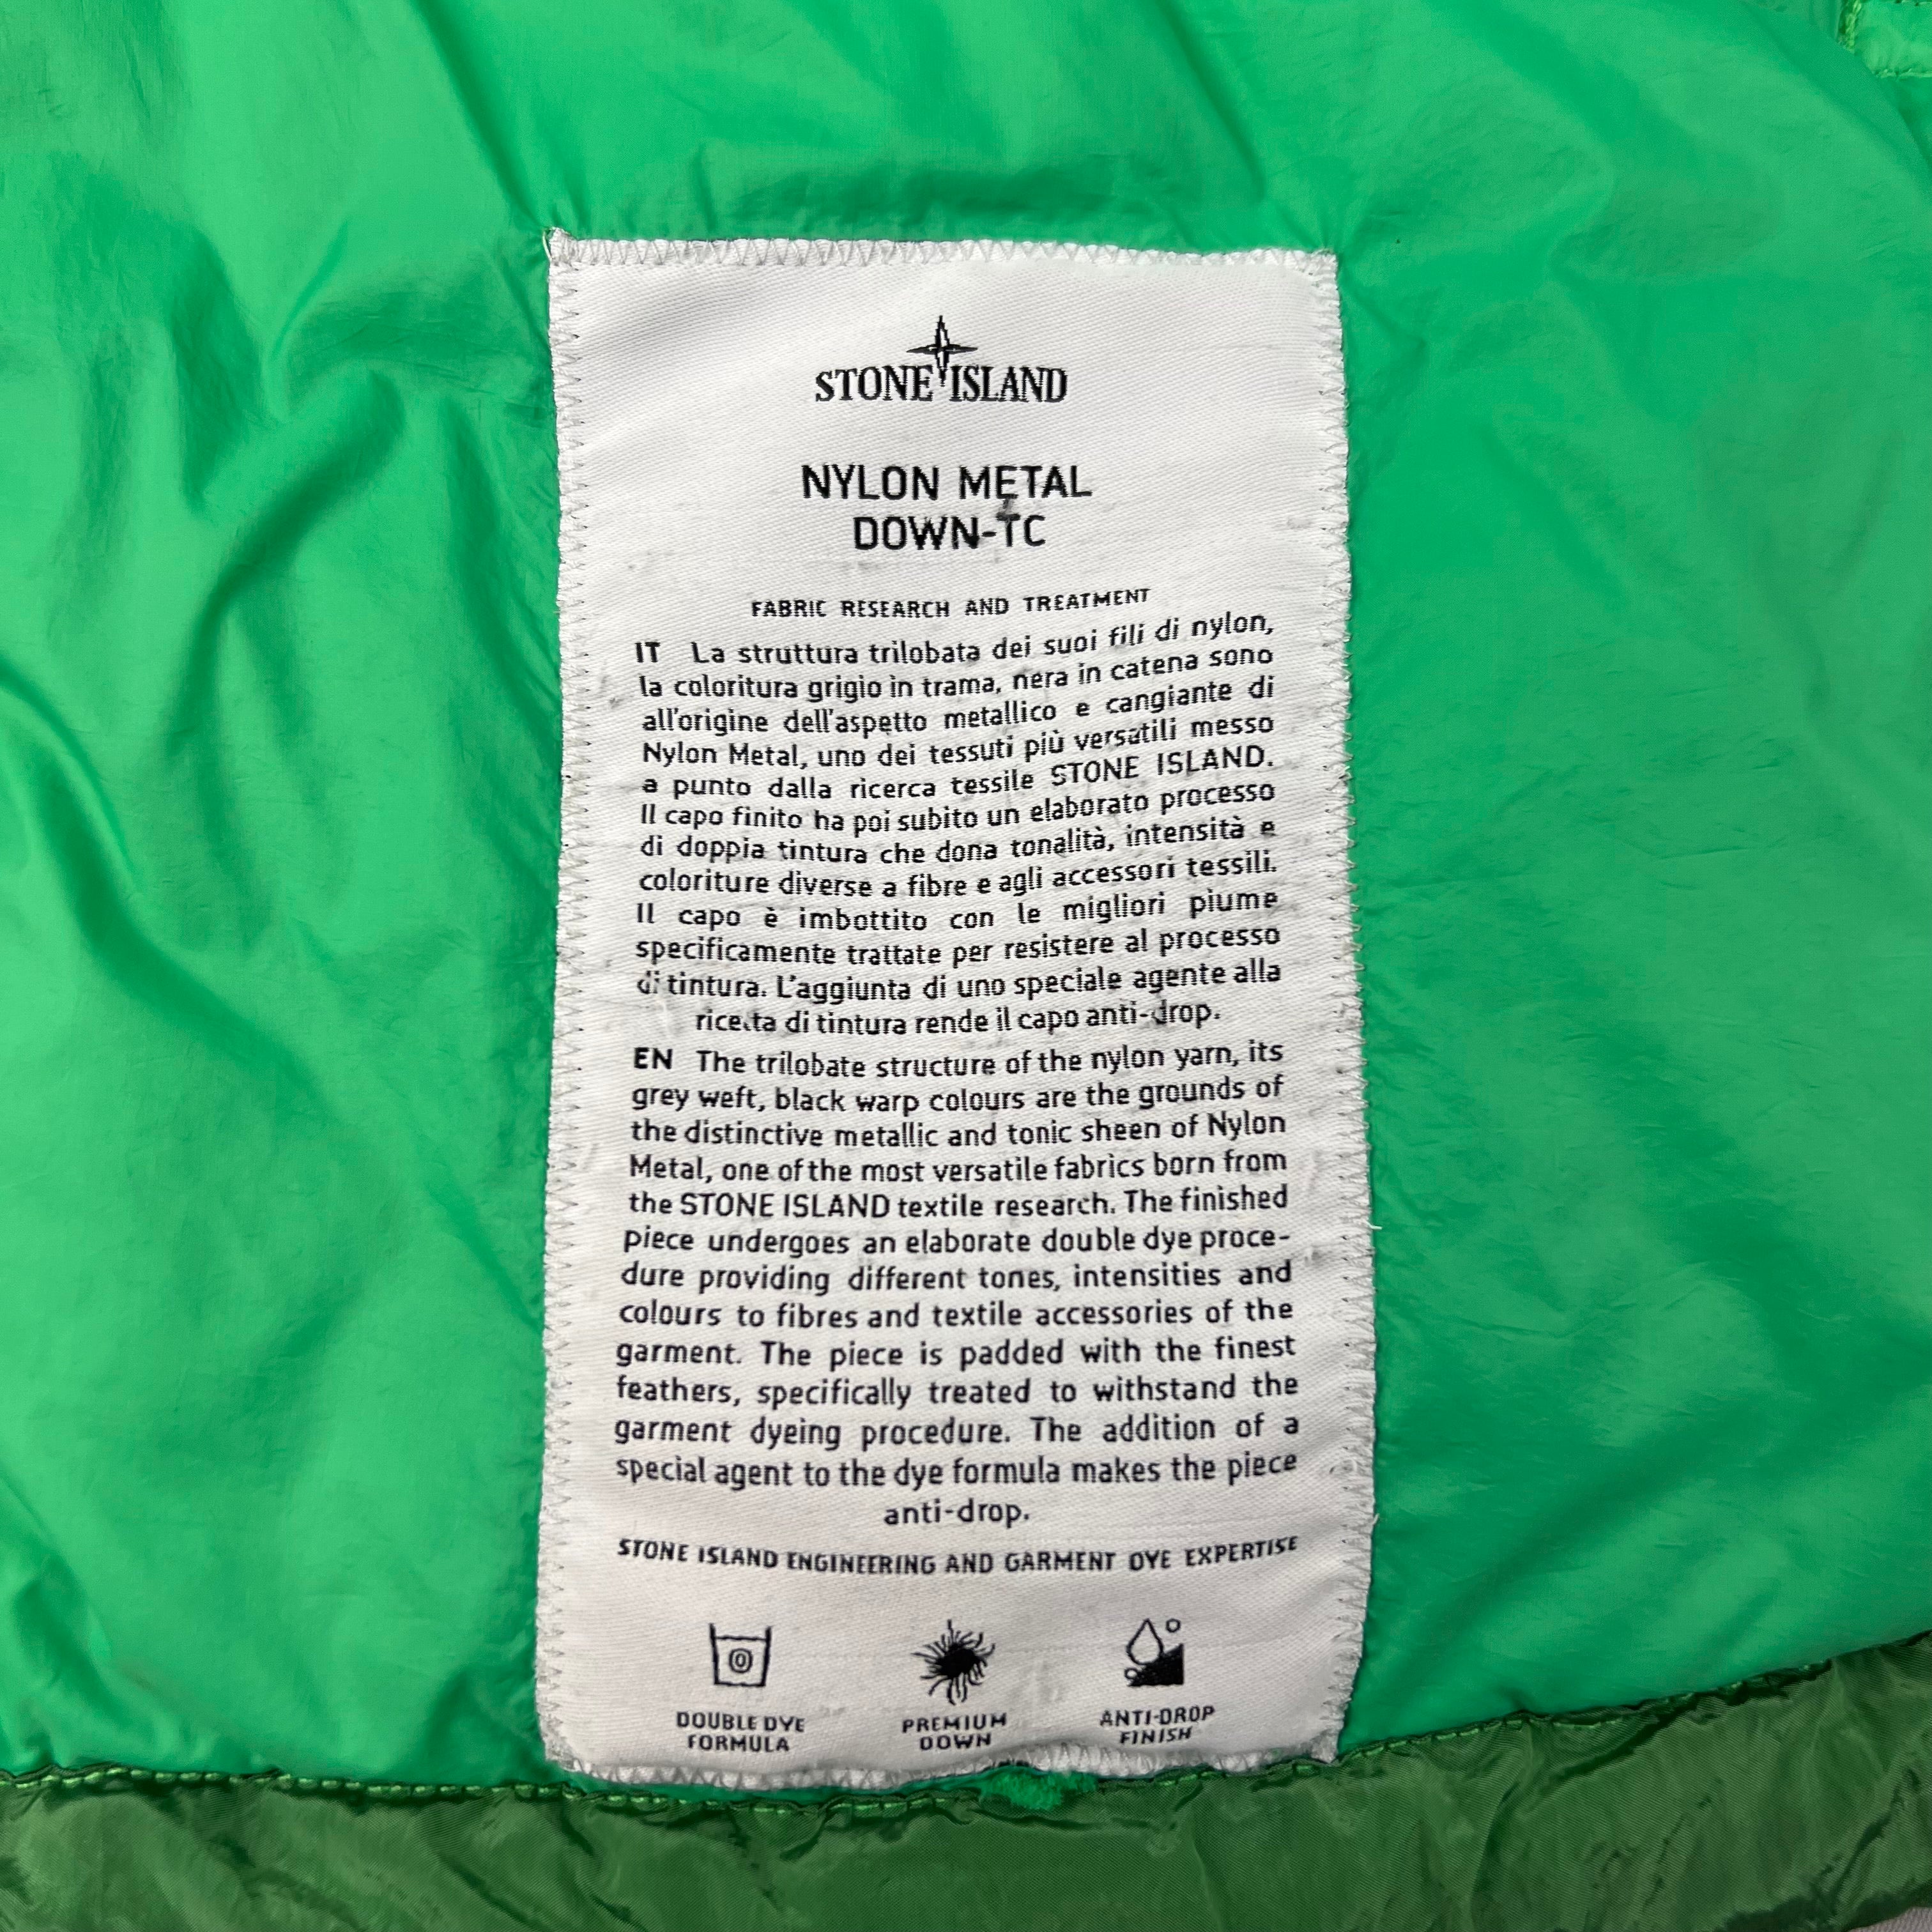 STONE ISLAND
NYLON METAL
DOWN-TC
FABRIC RESEARCH AND TREATMENT
IT La struttura trilobata dei suoi fili di nylon,
la coloritura grigio in trama, nera in catena sono
all'origine dell'aspetto metallico e cangiante di
Nylon Metal, uno dei tessuti più versatili messo
a punto dalla ricerca tessile STONE ISLAND.
Il capo finito ha poi subito un elaborato processo
di doppia tintura che dona tonalità, intensità e
coloriture diverse a fibre e agli accessori tessili.
Il capo è imbottito con le migliori piume
specificamente trattate per resistere al processo
di tintura. L'aggiunta di uno speciale agente alla
ricetta di tintura rende il capo anti-drop.
EN The trilobate structure of the nylon yarn, its
grey weft, black warp colours are the grounds of
the distinctive metallic and tonic sheen of Nylon
Metal, one of the most versatile fabrics born from
the STONE ISLAND textile research. The finished
piece undergoes an elaborate double dye proce-
dure providing different tones, intensities and
colours to fibres and textile accessories of the
garment. The piece is padded with the finest
feathers, specifically treated to withstand the
garment dyeing procedure. The addition of a
special agent to the dye formula makes the piece
anti-drop.
STONE ISLAND ENGINEERING AND GARMENT DYE EXPERTISE
DOUBLE DYE
FORMULA
PREMIUM
DOWN
ANTI-DROP
FINISH